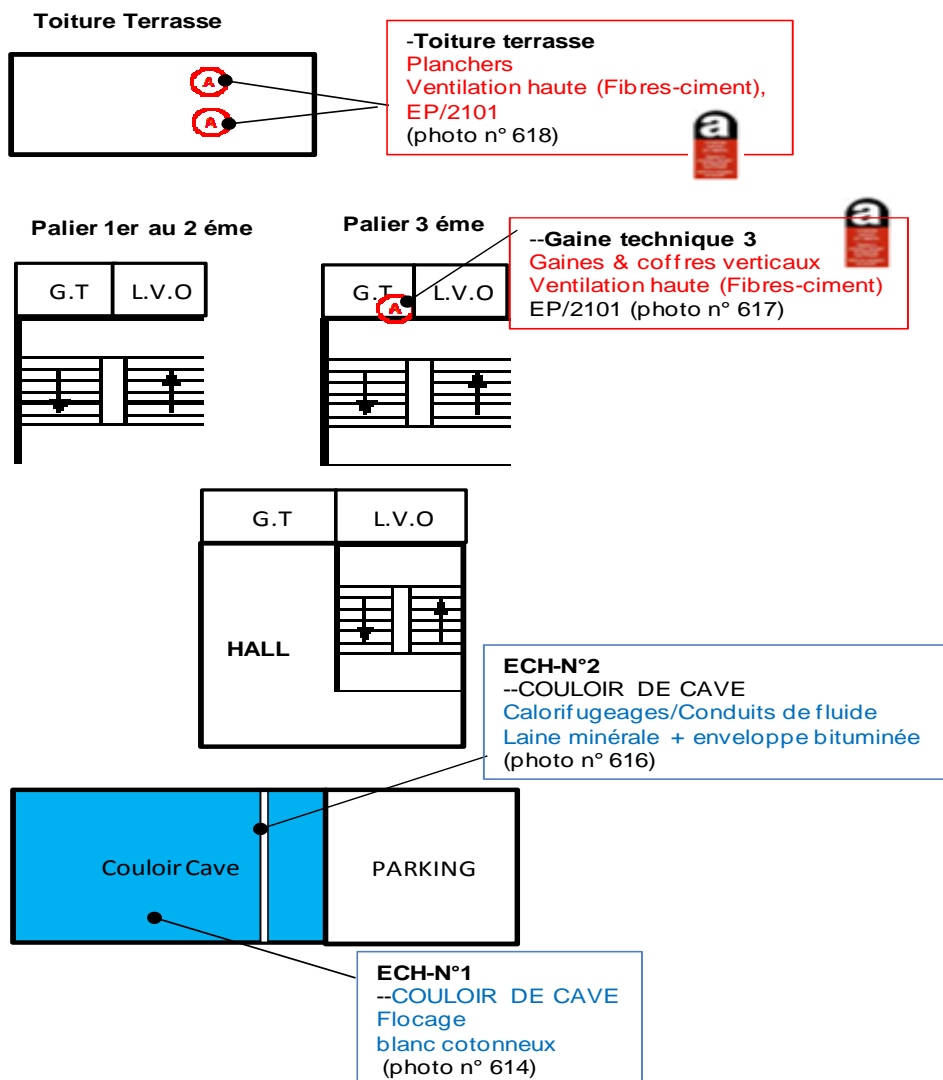 Toiture Terrasse
-Toiture terrasse
Planchers
Ventilation haute (Fibres-ciment),
EP/2101
(photo n° 618)
A
A
a
Palier 1er au 2 éme
Palier 3 éme
--Gaine technique 3
Gaines & coffres verticaux
Ventilation haute (Fibres-ciment)
EP/2101 (photo n° 617)
a
G.T
L.V.O
G.T
L.V.O
A
G.T
L.V.O
HALL
ECH-N°2
--COULOIR DE CAVE
Calorifugeages/Conduits de fluide
Laine minérale + enveloppe bituminée
(photo n° 616)
Couloir Cave
PARKING
ECH-N°1
--COULOIR DE CAVE
Flocage
blanc cotonneux
(photo n° 614)